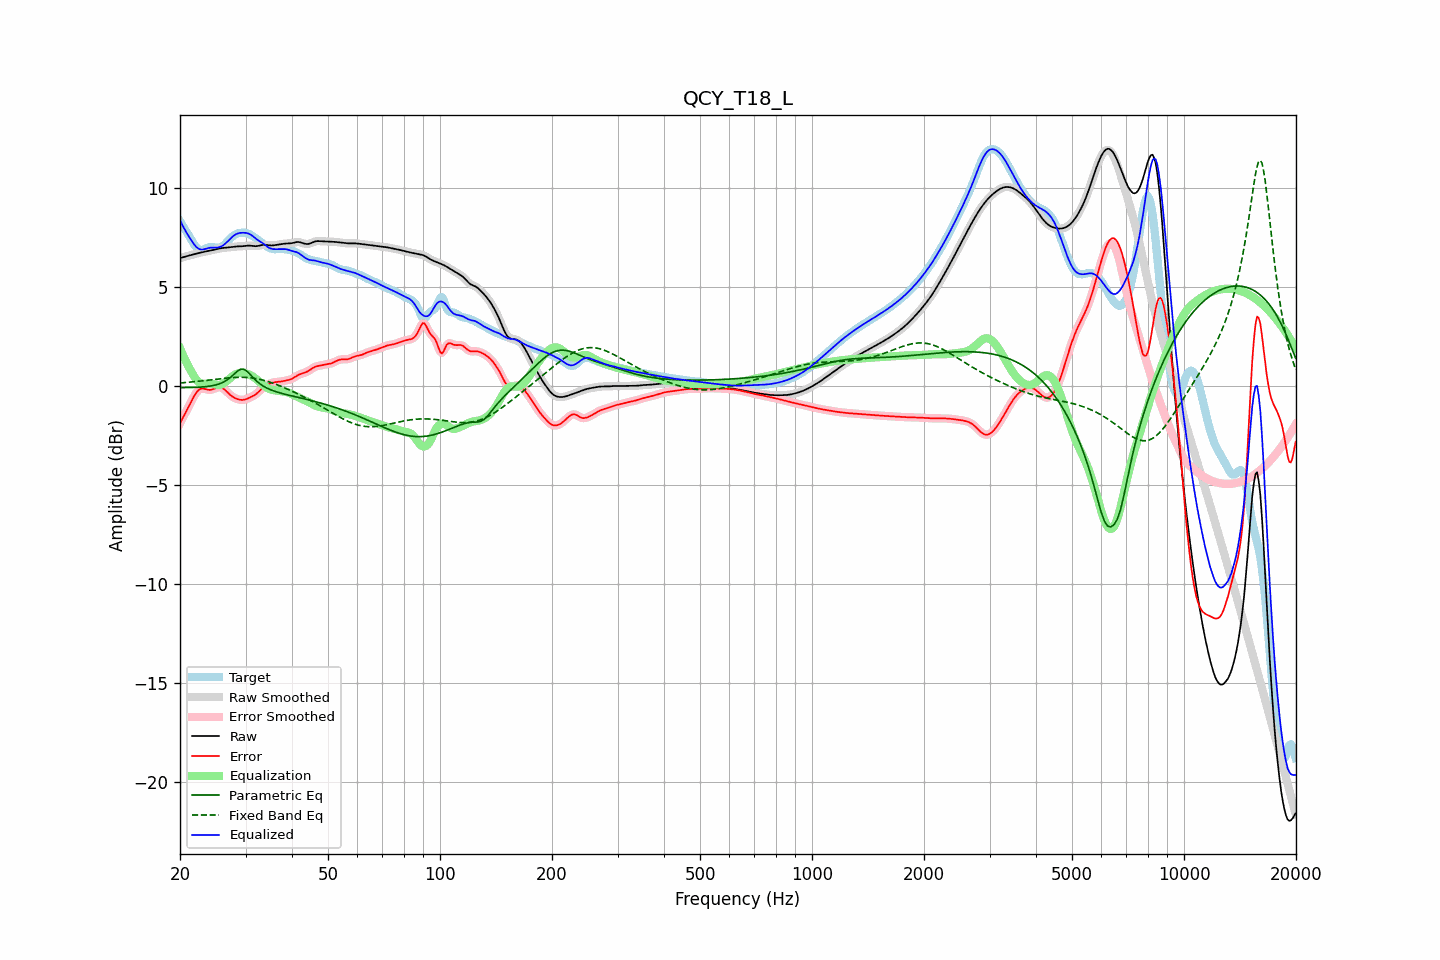 QCY_T18_L
Amplitude (dBr)
10
5
0
−5
−10
−15
−20
Target
Raw Smoothed
Error Smoothed
Raw
Error
Equalization
Parametric Eq
Fixed Band Eq
Equalized
20 50 100 200 500 1000 2000 5000 10000 20000
Frequency (Hz)